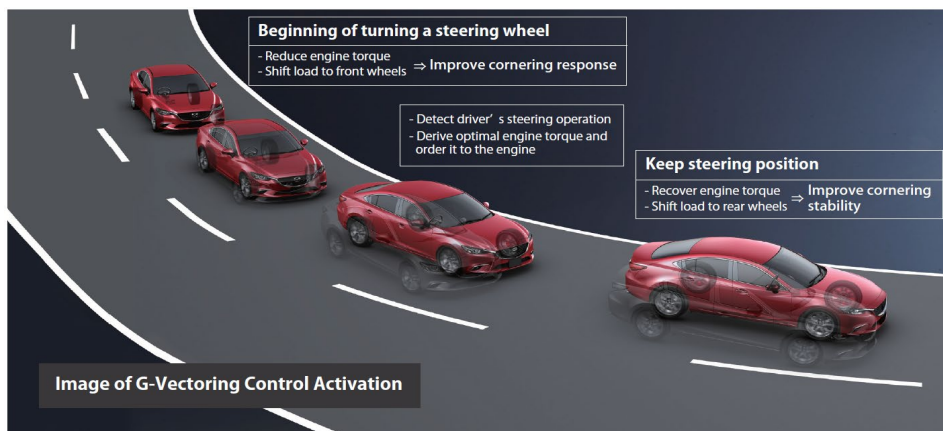 Beginning of turning a steering wheel
- Reduce engine torque
- Shift load to front wheels
⇒ Improve cornering response
- Detect driver’ s steering operation
- Derive optimal engine torque and
order it to the engine
Keep steering position
- Recover engine torque
- Shift load to rear wheels
⇒ Improve cornering
stability
Image of G-Vectoring Control Activation